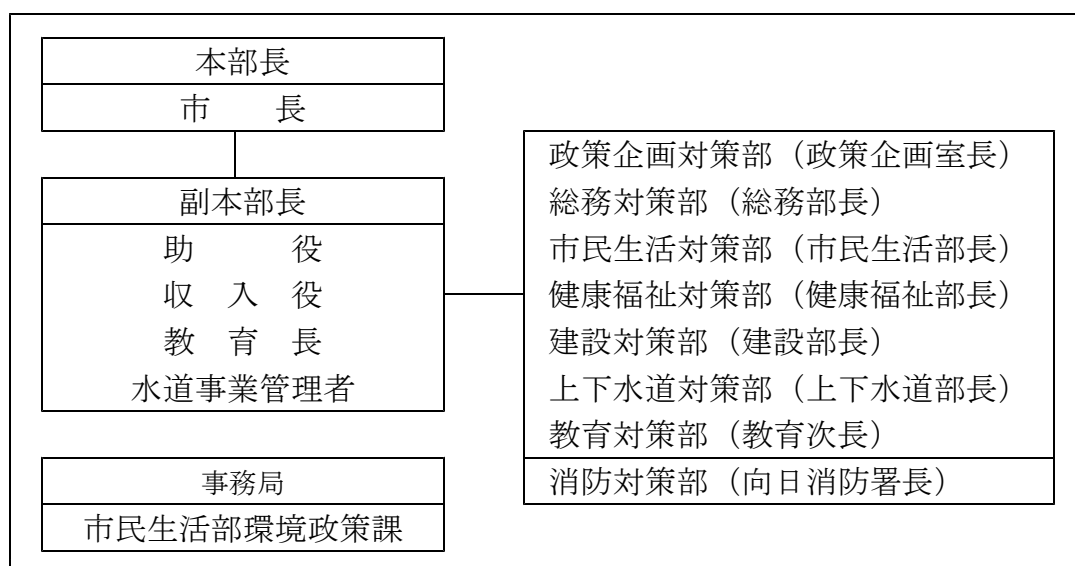 本部長
市　　長
副本部長
助　　　役
収　入　役
教　育　長
水道事業管理者
事務局
市民生活部環境政策課
政策企画対策部（政策企画室長）
総務対策部（総務部長）
市民生活対策部（市民生活部長）
健康福祉対策部（健康福祉部長）
建設対策部（建設部長）
上下水道対策部（上下水道部長）
教育対策部（教育次長）
消防対策部（向日消防署長）